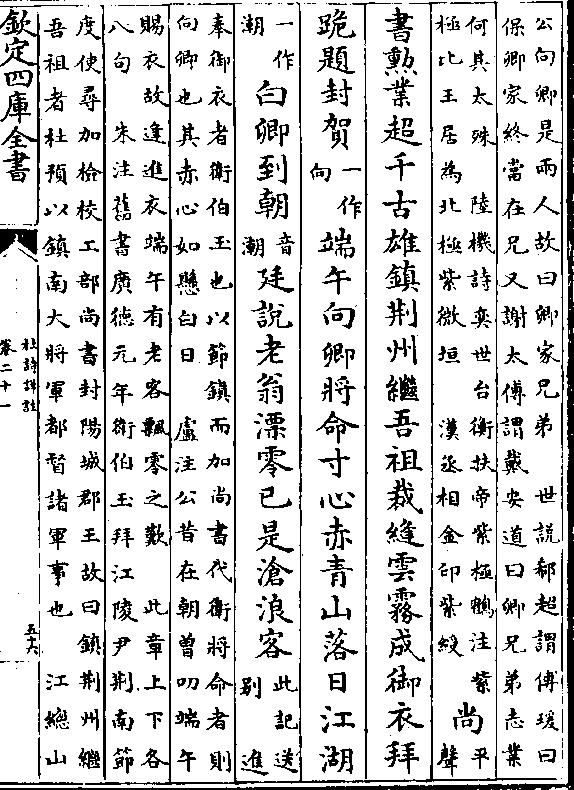 公向卿是兩人故曰卿家兄弟　世說郗超謂傅瑗曰
保卿家終當在兄又謝太傅謂戴安道曰卿兄弟志業
何其太殊　陸機詩奕世台衡扶帝紫極鶴注紫
極比王居為北極紫微垣　漢丞相金印紫綬
尚
平
聲
書勲業超千古雄鎮荆州繼吾祖裁縫雲霧成御衣拜
跪題封賀
一作
向
端午向卿將命寸心赤青山落日江湖
一作
潮
白卿到朝
音
潮
廷說老翁漂零已是滄浪客
此記送
别　進
奉御衣者衛伯玉也以節鎮而加尚書代衛將命者則
向卿也其赤心如懸白日　盧注公昔在朝曾叨端午
賜衣故逢進衣端午有老客飄零之歎　此章上下各
八句　朱注舊書廣德元年衛伯玉拜江陵尹荆南節
度使尋加檢校工部尚書封陽城郡王故曰鎮荆州繼
吾祖者杜預以鎮南大將軍都督諸軍事也　江總山
欽定四庫全書
杜詩詳註
卷二十一
五十六